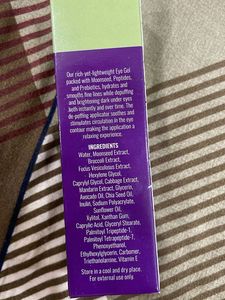 Our rich yet-lightweight Eye Gel
packed with Moonseed, Peptides,
and Prebiotics, hydrates and
smooths fine lines while depuffing
and brightening dark under eyes
both instantly and over time. The
de-puffing applicator soothes and
stimulates circulation in the eye
contour making the application a
relaxing experience.
INGREDIENTS
Water, Moonseed Extract,
Broccoli Extract,
Fucus Vesiculosus Extract,
Hexylene Glycol,
Caprylyl Glycol, Cabbage Extract,
Mandarin Extract, Glycerin,
Avocado Oil, Chia Seed Oil,
Inulin, Sodium Polyacrylate,
Sunflower Oil,
Xylitol, Xanthan Gum,
Caprylic Acid, Glyceryl Stearate,
Palmitoyl Tripeptide-1,
Palmitoyl Tetrapeptide-7,
Phenoxyethanol,
Ethylhexylglycerin, Carbomer,
Triethanolamine, Vitamin E
Store in a cool and dry place.
For external use only.